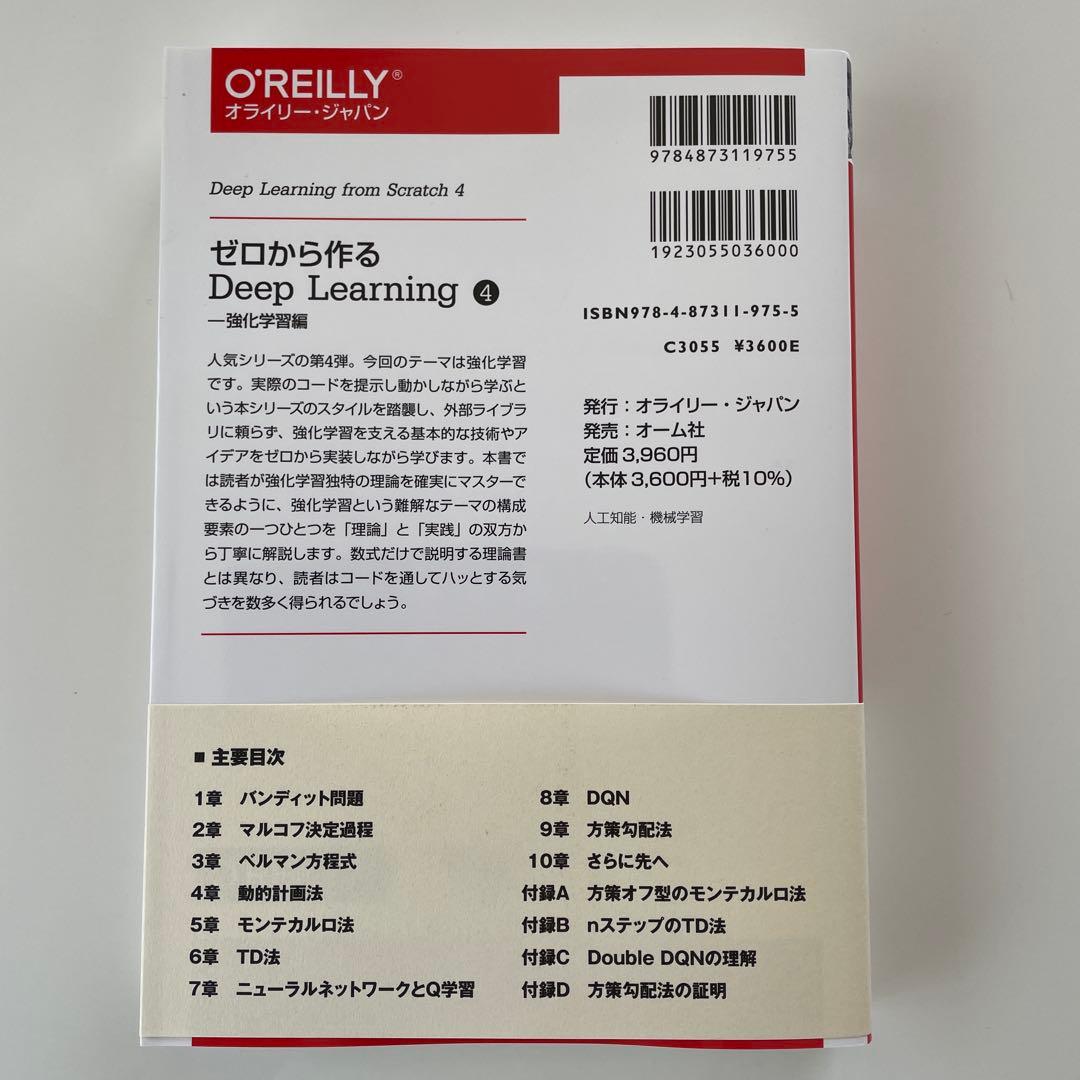 O'REILLY®
オライリー・ジャパン
9784873119755
1923055036000
Deep Learning from Scratch 4
ゼロから作る
Deep Learning ❹
―強化学習編
人気シリーズの第4弾。今回のテーマは強化学習
です。実際のコードを提示し動かしながら学ぶと
いう本シリーズのスタイルを踏襲し、外部ライブラ
リに頼らず、強化学習を支える基本的な技術やア
イデアをゼロから実装しながら学びます。本書で
は読者が強化学習独特の理論を確実にマスターで
きるように、強化学習という難解なテーマの構成
要素の一つひとつを「理論」と「実践」の双方か
ら丁寧に解説します。数式だけで説明する理論書
とは異なり、読者はコードを通してハッとする気
づきを数多く得られるでしょう。
ISBN978-4-87311-975-5
C3055 ¥3600E
発行：オライリー・ジャパン
発売：オーム社
定価3,960円
（本体3,600円+税10%）
人工知能・機械学習
■ 主要目次
1章 バンディット問題
2章 マルコフ決定過程
3章 ベルマン方程式
4章 動的計画法
5章 モンテカルロ法
6章 TD法
7章 ニューラルネットワークとQ学習
8章 DQN
9章 方策勾配法
10章 さらに先へ
付録A 方策オフ型のモンテカルロ法
付録B nステップのTD法
付録C Double DQNの理解
付録D 方策勾配法の証明